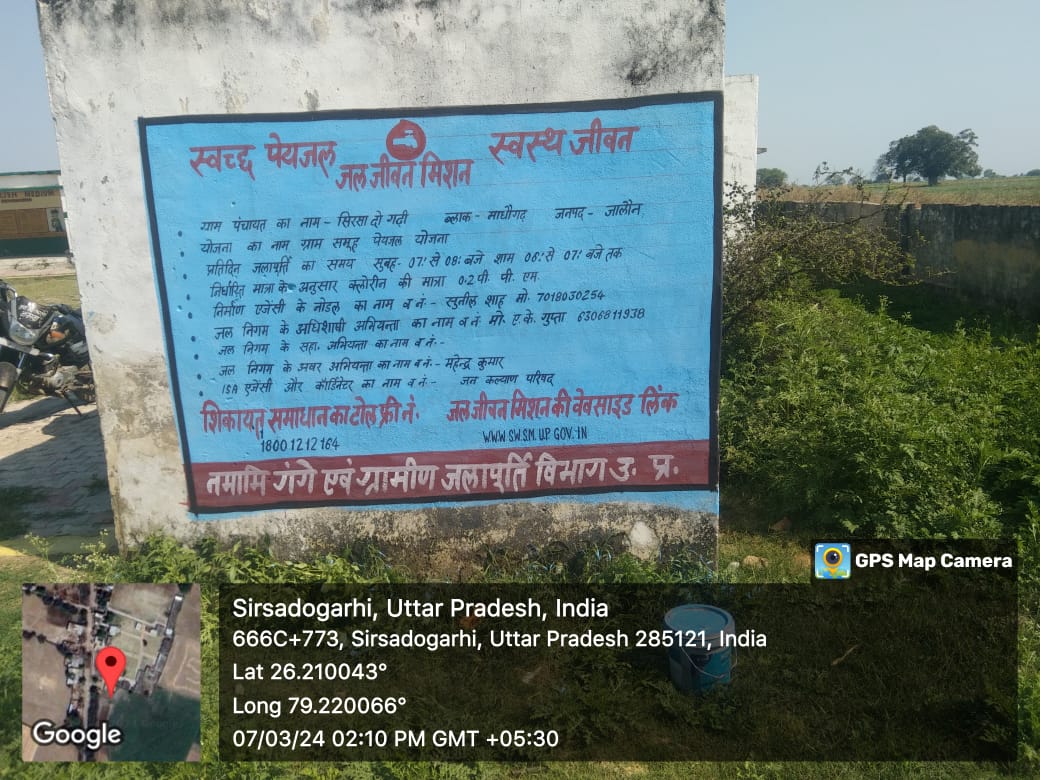 स्वच्छ पेयजल
स्वस्थ जीवन
जल जीवन मिशन
ग्राम पंचायत का नाम - सिरसा दो गढ़ी ब्लाक - माधौगढ़ जनपद - जालौन
योजना का नाम ग्राम समूह पेयजल योजना
प्रतिदिन जलापूर्ति का समय सुबह - 07: से 08: बजे शाम 06: से 07: बजे तक
निर्धारित मात्रा के अनुसार क्लोरीन की मात्रा 0.2 पी. पी. एम.
निर्माण एजेंसी के नोडल का नाम व नं - सुनील शाहू मो. 7018030254
जल निगम के अधिशाषी अभियन्ता का नाम व नं मो. ए.के. गुप्ता 6306811938
जल निगम के सहा. अभियन्ता का नाम व नं.-
जल निगम के अवर अभियन्ता का नाम व नं.- महेन्द्र कुमार
ISA एजेंसी और कोर्डिनेटर का नाम व नं.- जन कल्याण परिषद्
शिकायत समाधान का टोल फ्री नं. जल जीवन मिशन की वेबसाइड लिंक
1800 1212 164 WWW.SWSM.UP.GOV.IN
नमामि गंगे एवं ग्रामीण जलापूर्ति विभाग उ. प्र.
GPS Map Camera
Sirsadogarhi, Uttar Pradesh, India
666C+773, Sirsadogarhi, Uttar Pradesh 285121, India
Lat 26.210043°
Long 79.220066°
07/03/24 02:10 PM GMT +05:30
Google